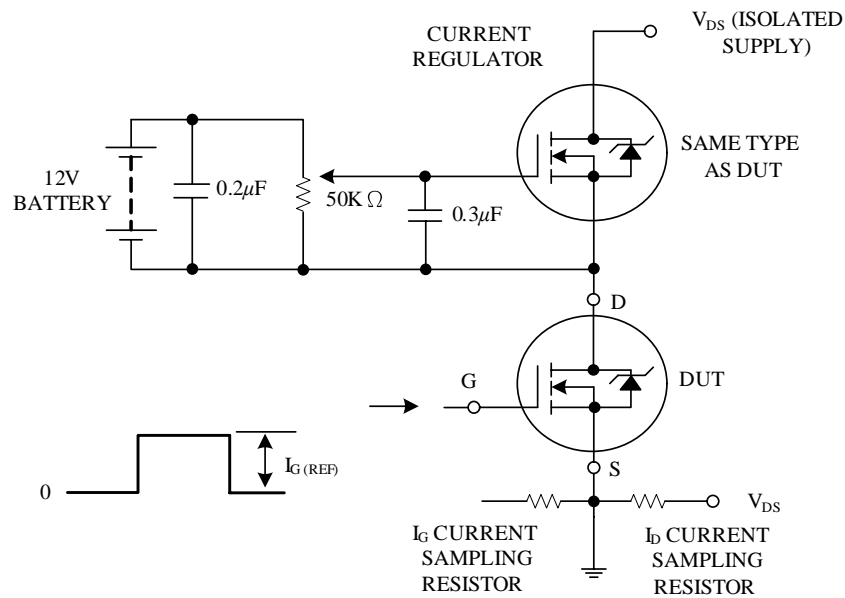 V_DS (ISOLATED
SUPPLY)
CURRENT
REGULATOR
SAME TYPE
AS DUT
12V
BATTERY
0.2μF
50K Ω
0.3μF
D
G
DUT
0
I_G (REF)
S
V_DS
I_G CURRENT
SAMPLING
RESISTOR
I_D CURRENT
SAMPLING
RESISTOR